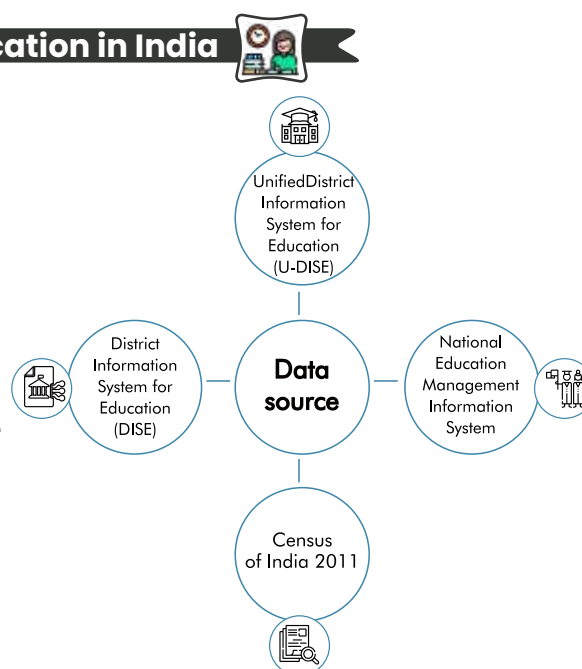 cation in India
UnifiedDistrict
Information
System for
Education
(U-DISE)
District
Information
System for
Education
(DISE)
Data
source
National
Education
Management
Information
System
Census
of India 2011